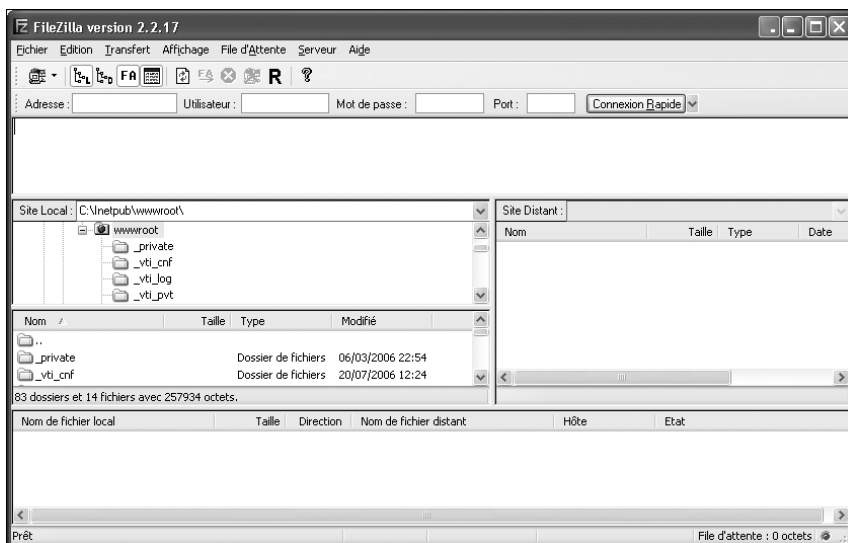 FileZilla version 2.2.17
Fichier Edition Transfert Affichage File d'Attente Serveur Aide
L D FA FA R ?
Adresse : Utilisateur : Mot de passe : Port : Connexion Rapide
Site Local : C:\Inetpub\wwwroot\
wwwroot
_private
_vti_cnf
_vti_log
_vti_pvt
Nom Taille Type Modifié
..
_private Dossier de fichiers 06/03/2006 22:54
_vti_cnf Dossier de fichiers 20/07/2006 12:24
83 dossiers et 14 fichiers avec 257934 octets.
Site Distant :
Nom Taille Type Date
Nom de fichier local Taille Direction Nom de fichier distant Hôte Etat
Prêt File d'attente : 0 octets